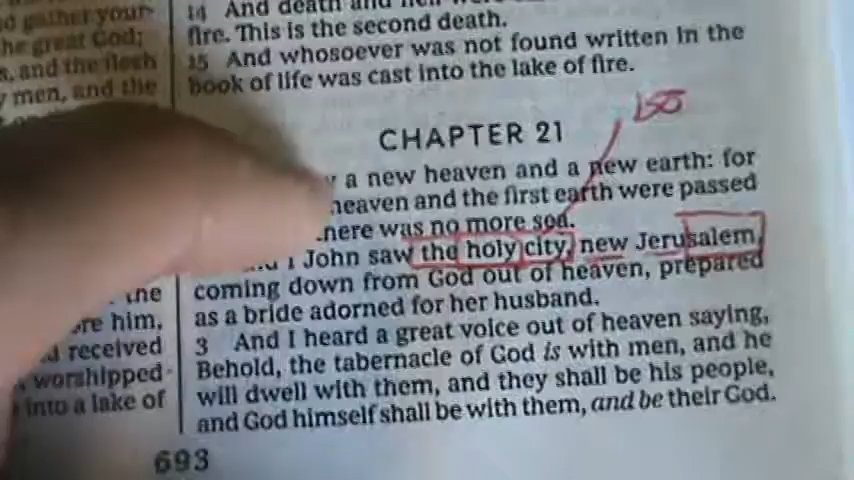 d gather your-
he great God;
s, and the flesh
y men, and the
the
ore him,
d received
worshipped
into a lake of
14 And death and hell were
fire. This is the second death.
15 And whosoever was not found written in the
book of life was cast into the lake of fire.
CHAPTER 21
a new heaven and a new earth: for
heaven and the first earth were passed
there was no more sea.
I John saw the holy city, new Jerusalem,
coming down from God out of heaven, prepared
as a bride adorned for her husband.
3 And I heard a great voice out of heaven saying,
Behold, the tabernacle of God is with men, and he
will dwell with them, and they shall be his people,
and God himself shall be with them, and be their God.
693